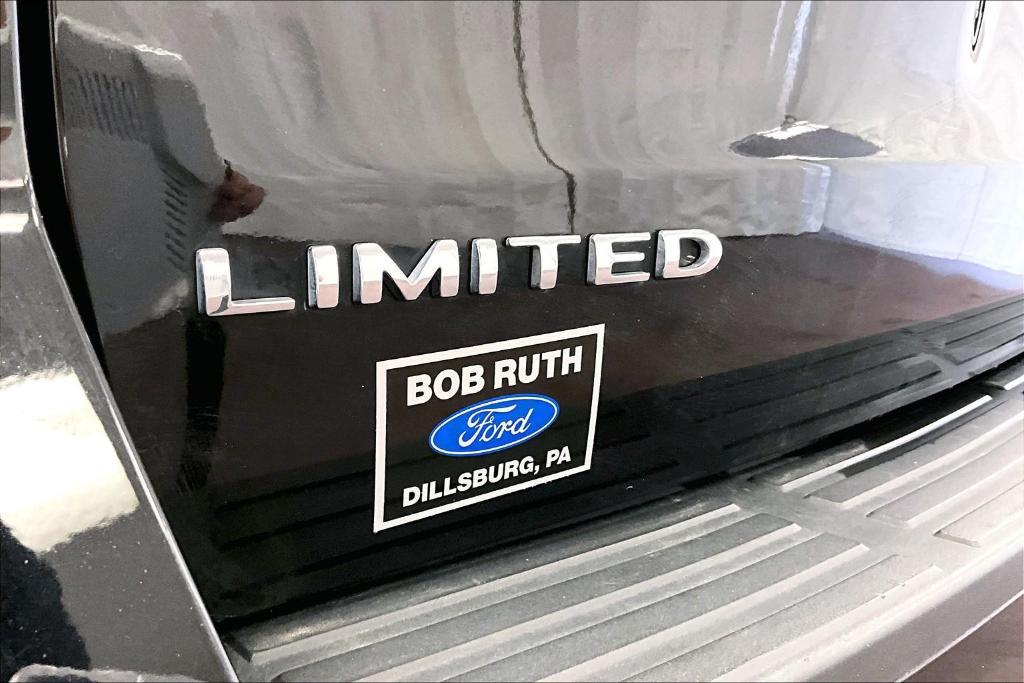 LIMITED
BOB RUTH
Ford
DILLSBURG, PA